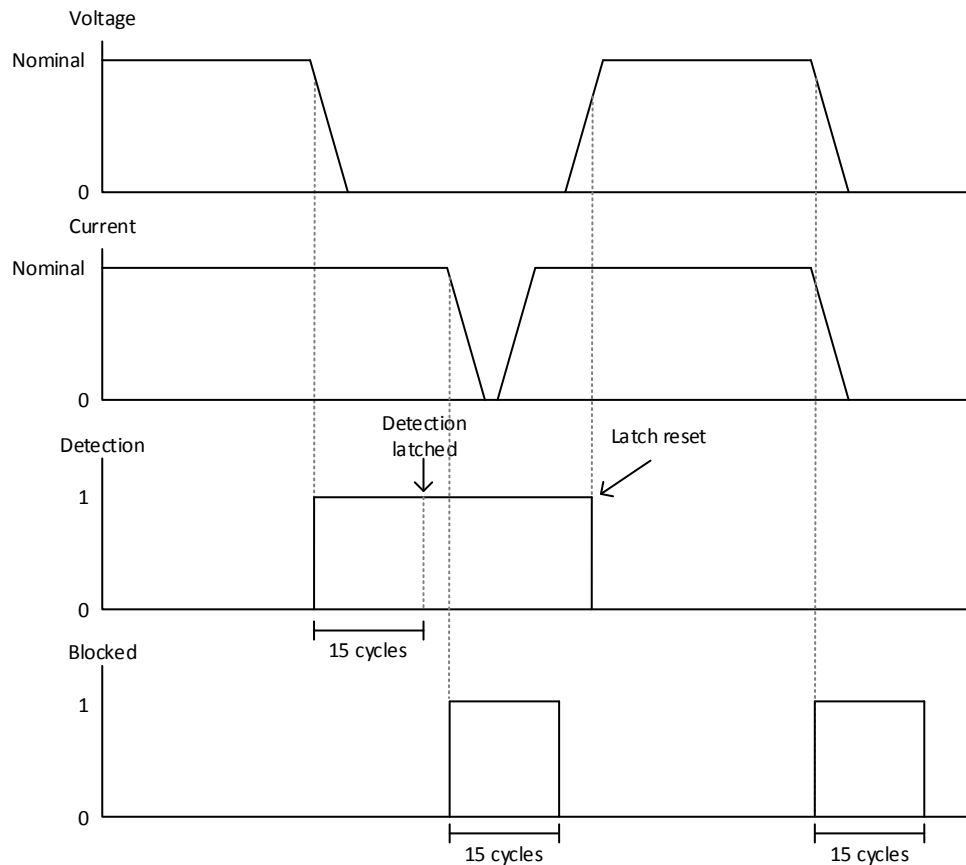 Voltage
Nominal
0
Current
Nominal
0
Detection
latched
Latch reset
Detection
1
0
15 cycles
Blocked
1
0
15 cycles
15 cycles